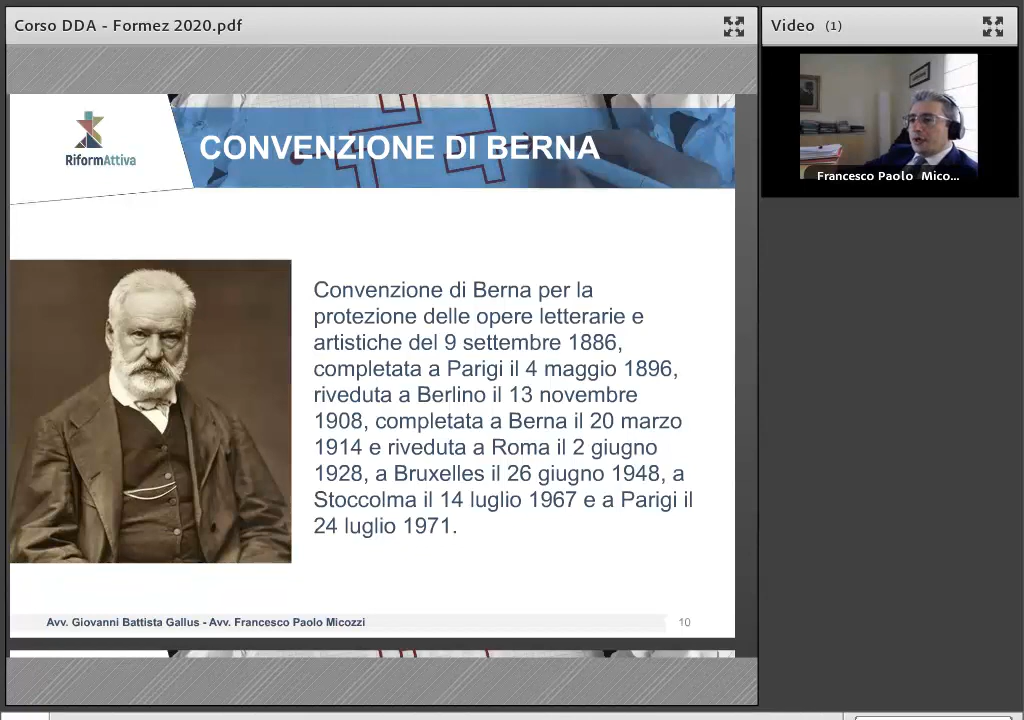 Corso DDA - Formez 2020.pdf
Video (1)
Francesco Paolo Mico...
RiformAttiva
CONVENZIONE DI BERNA
Convenzione di Berna per la
protezione delle opere letterarie e
artistiche del 9 settembre 1886,
completata a Parigi il 4 maggio 1896,
riveduta a Berlino il 13 novembre
1908, completata a Berna il 20 marzo
1914 e riveduta a Roma il 2 giugno
1928, a Bruxelles il 26 giugno 1948, a
Stoccolma il 14 luglio 1967 e a Parigi il
24 luglio 1971.
Avv. Giovanni Battista Gallus - Avv. Francesco Paolo Micozzi
10